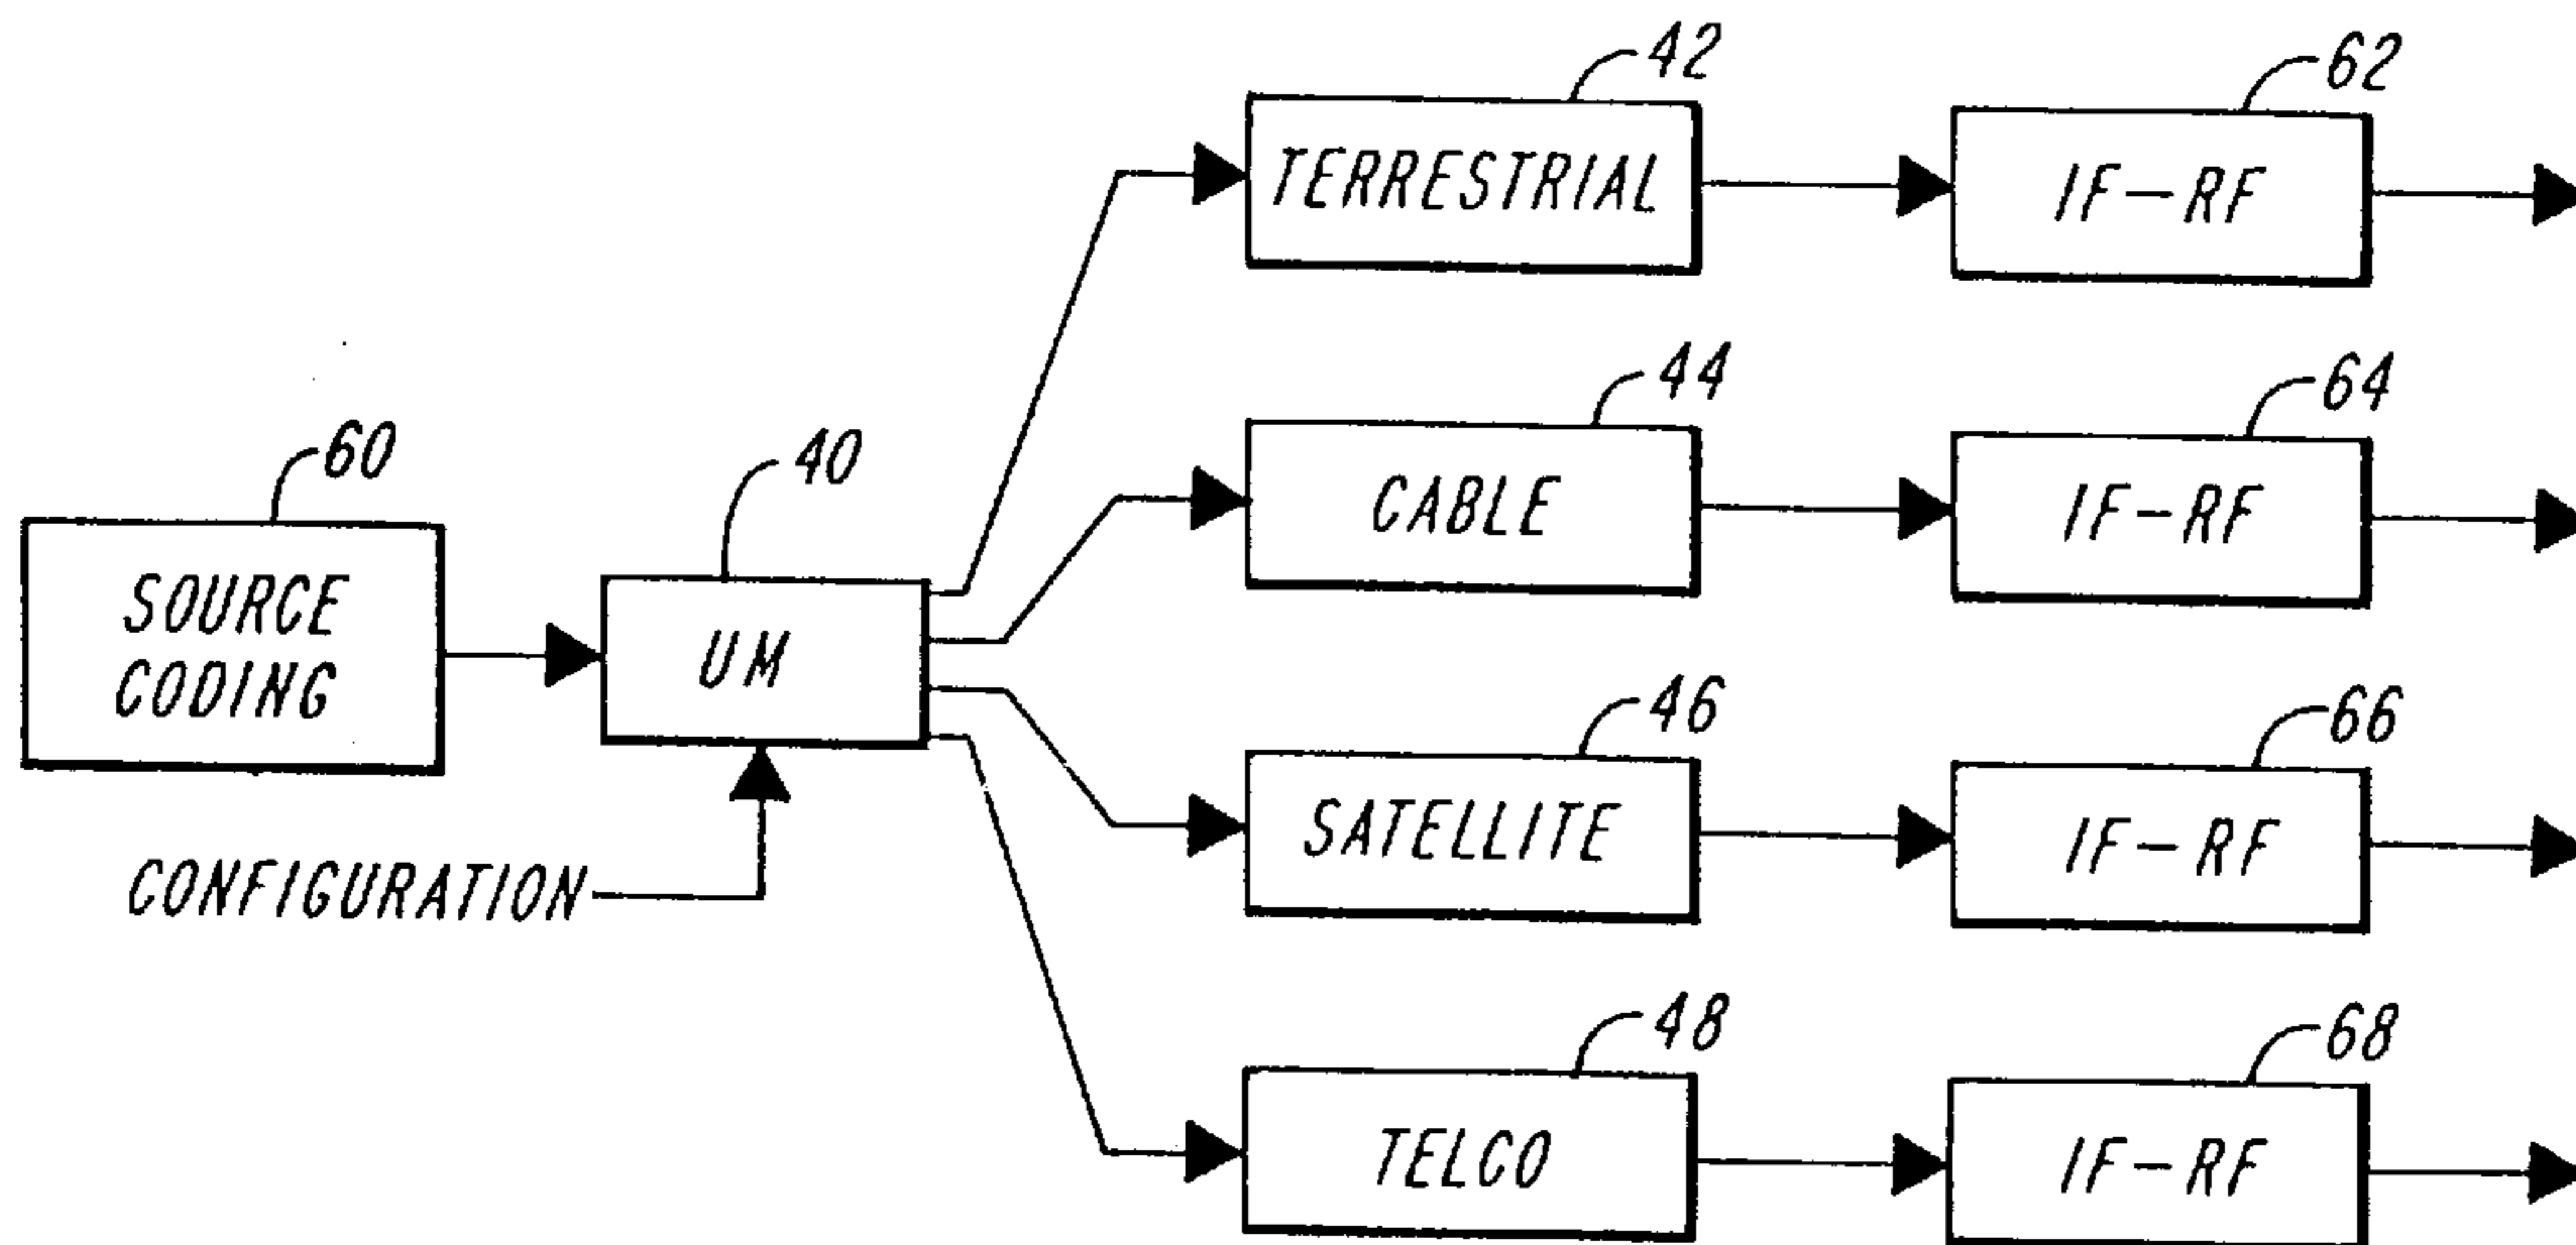 42
62
TERRESTRIAL
IF-RF
44
64
CABLE
IF-RF
60
40
SOURCE
CODING
UM
CONFIGURATION
46
66
SATELLITE
IF-RF
48
68
TELCO
IF-RF